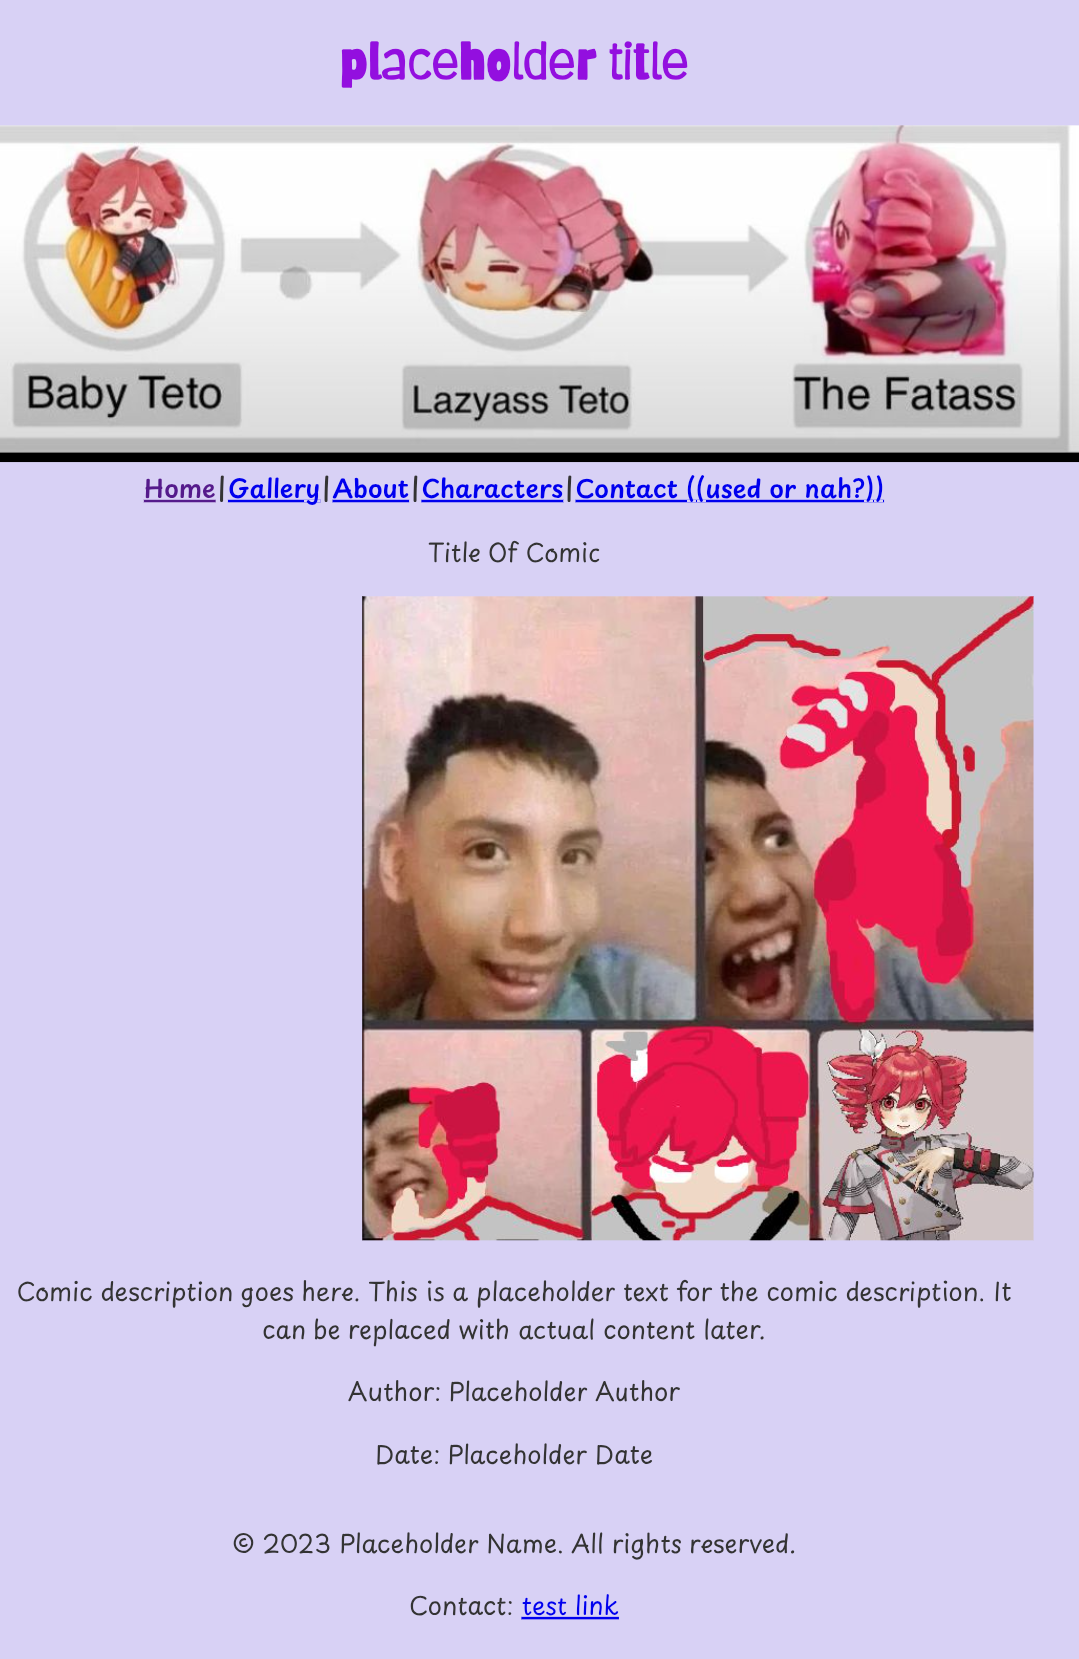 placeholder title
Baby Teto
Lazyass Teto
The Fatass
Home|Gallery|About|Characters|Contact ((used or nah?))
Title Of Comic
Comic description goes here. This is a placeholder text for the comic description. It
can be replaced with actual content later.
Author: Placeholder Author
Date: Placeholder Date
© 2023 Placeholder Name. All rights reserved.
Contact: test link